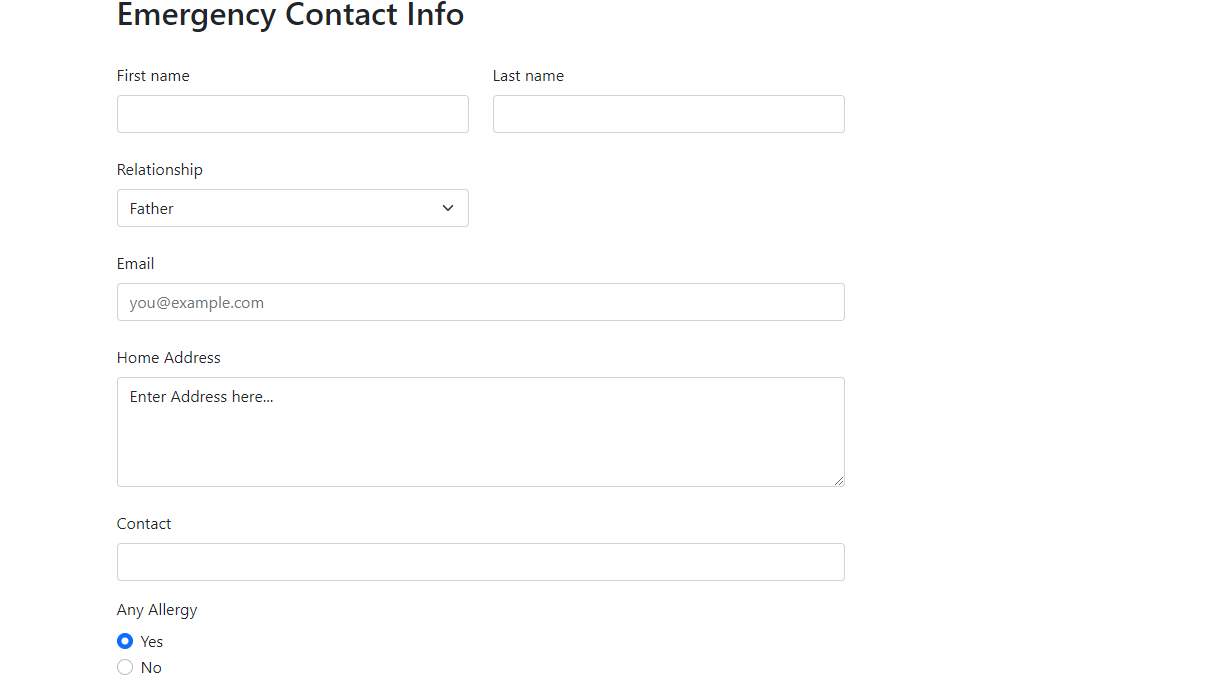 Emergency Contact Info
First name
Last name
Relationship
Father
Email
you@example.com
Home Address
Enter Address here...
Contact
Any Allergy
Yes
No